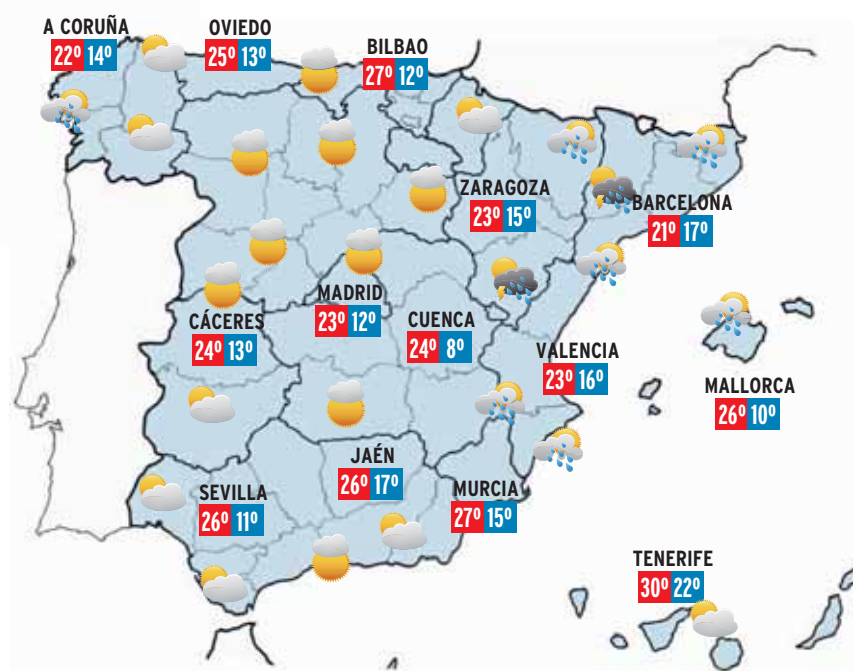 A CORUÑA
22º 14º
OVIEDO
25º 13º
BILBAO
27º 12º
ZARAGOZA
23º 15º
BARCELONA
21º 17º
MADRID
23º 12º
CÁCERES
24º 13º
CUENCA
24º 8º
VALENCIA
23º 16º
MALLORCA
26º 10º
JAÉN
26º 17º
SEVILLA
26º 11º
MURCIA
27º 15º
TENERIFE
30º 22º